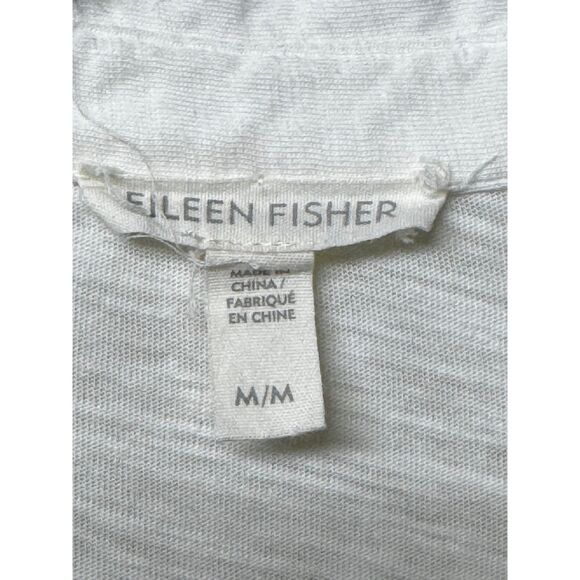 EILEEN FISHER
MADE IN
CHINA/
FABRIQUÉ
EN CHINE
M/M